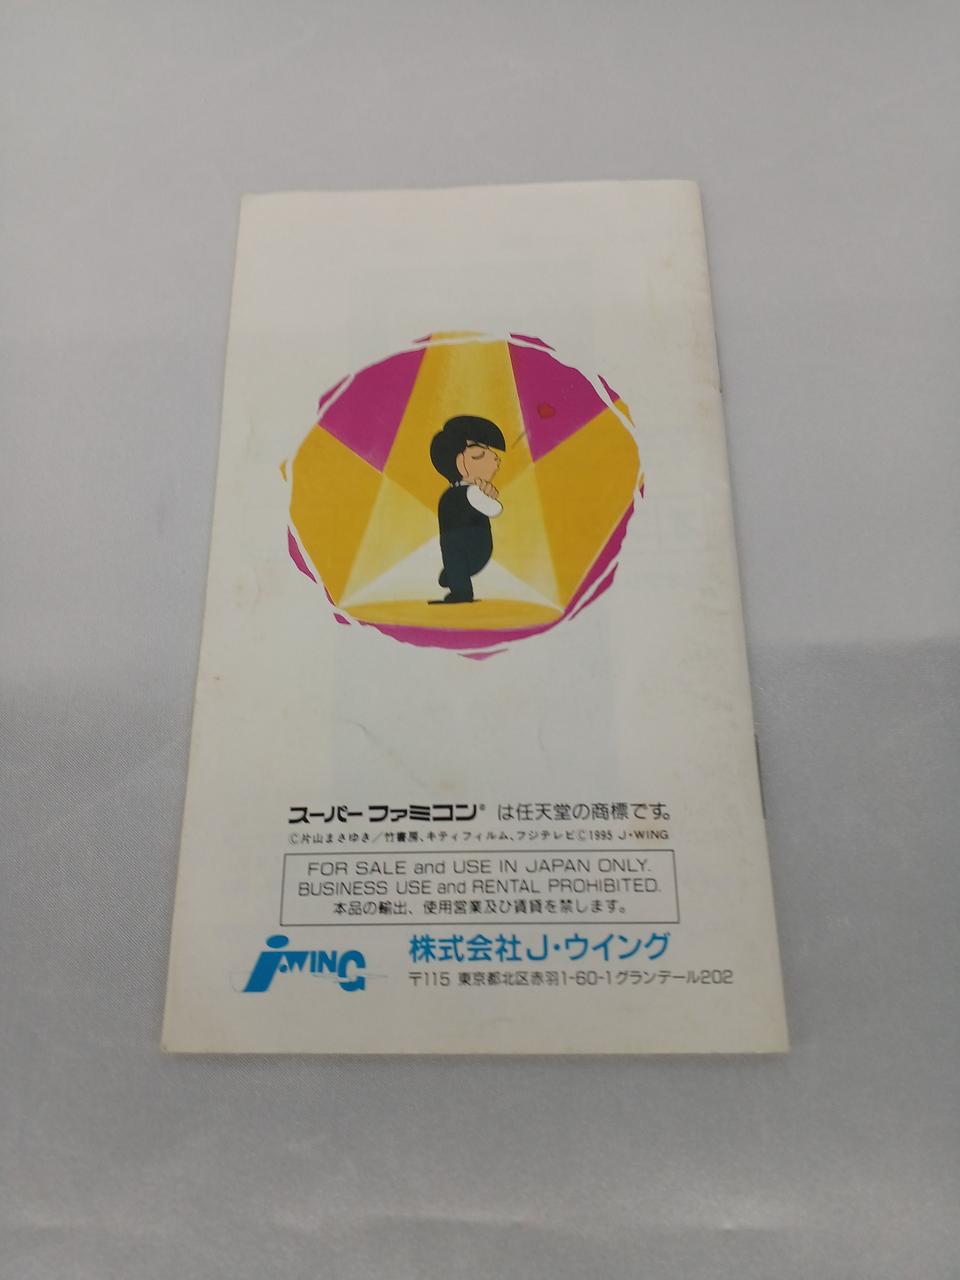 スーパーファミコン®は任天堂の商標です。
©片山まさゆき／竹書房、キティフィルム、フジテレビ©1995 J・WING
FOR SALE and USE IN JAPAN ONLY.
BUSINESS USE and RENTAL PROHIBITED.
本品の輸出、使用営業及び賃貸を禁します。
J・WING
株式会社J・ウイング
〒115 東京都北区赤羽1-60-1グランデール202